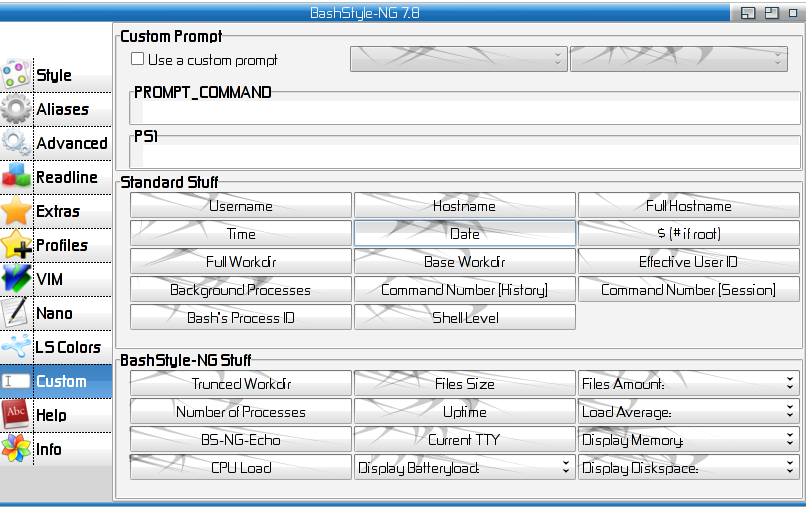 BashStyle-NG 7.8
Style
Aliases
Advanced
Readline
Extras
Profiles
VIM
Nano
LS Colors
Custom
Help
Info
Custom Prompt
Use a custom prompt
PROMPT_COMMAND
PS1
Standard Stuff
Username Hostname Full Hostname
Time Date $ (# if root)
Full Workdir Base Workdir Effective User ID
Background Processes Command Number (History) Command Number (Session)
Bash's Process ID Shell Level
BashStyle-NG Stuff
Trunced Workdir Files Size Files Amount:
Number of Processes Uptime Load Average:
BS-NG-Echo Current TTY Display Memory:
CPU Load Display Batteryload: Display Diskspace:
Abc